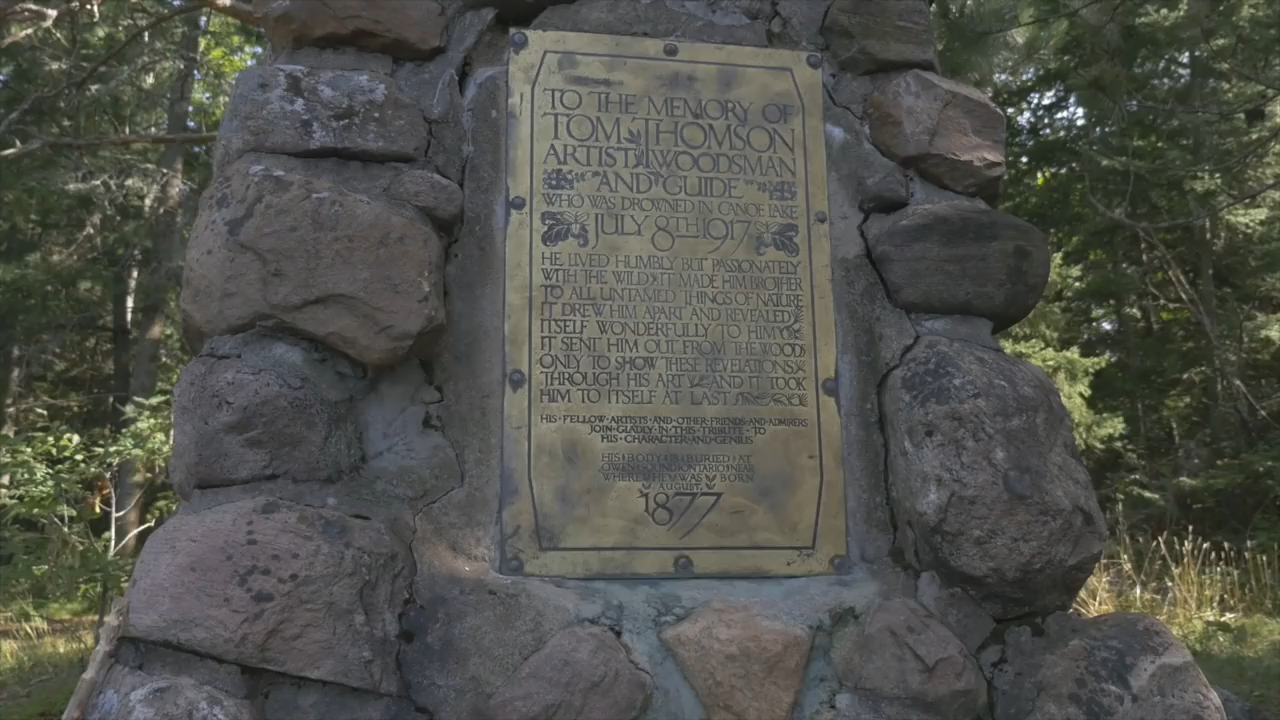 TO THE MEMORY OF
TOM THOMSON
ARTIST WOODSMAN
AND GUIDE
WHO WAS DROWNED IN CANOE LAKE
JULY 8TH 1917
HE LIVED HUMBLY BUT PASSIONATELY
WITH THE WILD IT MADE HIM BROTHER
TO ALL UNTAMED THINGS OF NATURE
IT DREW HIM APART AND REVEALED
ITSELF WONDERFULLY TO HIM
IT SENT HIM OUT FROM THE WOODS
ONLY TO SHOW THESE REVELATIONS
THROUGH HIS ART AND IT TOOK
HIM TO ITSELF AT LAST
HIS·FELLOW·ARTISTS·AND·OTHER·FRIENDS·AND·ADMIRERS
JOIN·GLADLY·IN·THIS·TRIBUTE·TO
HIS·CHARACTER·AND·GENIUS
HIS BODY IS BURIED AT
OWEN SOUND ONTARIO NEAR
WHERE HE WAS BORN
AUGUST
1877